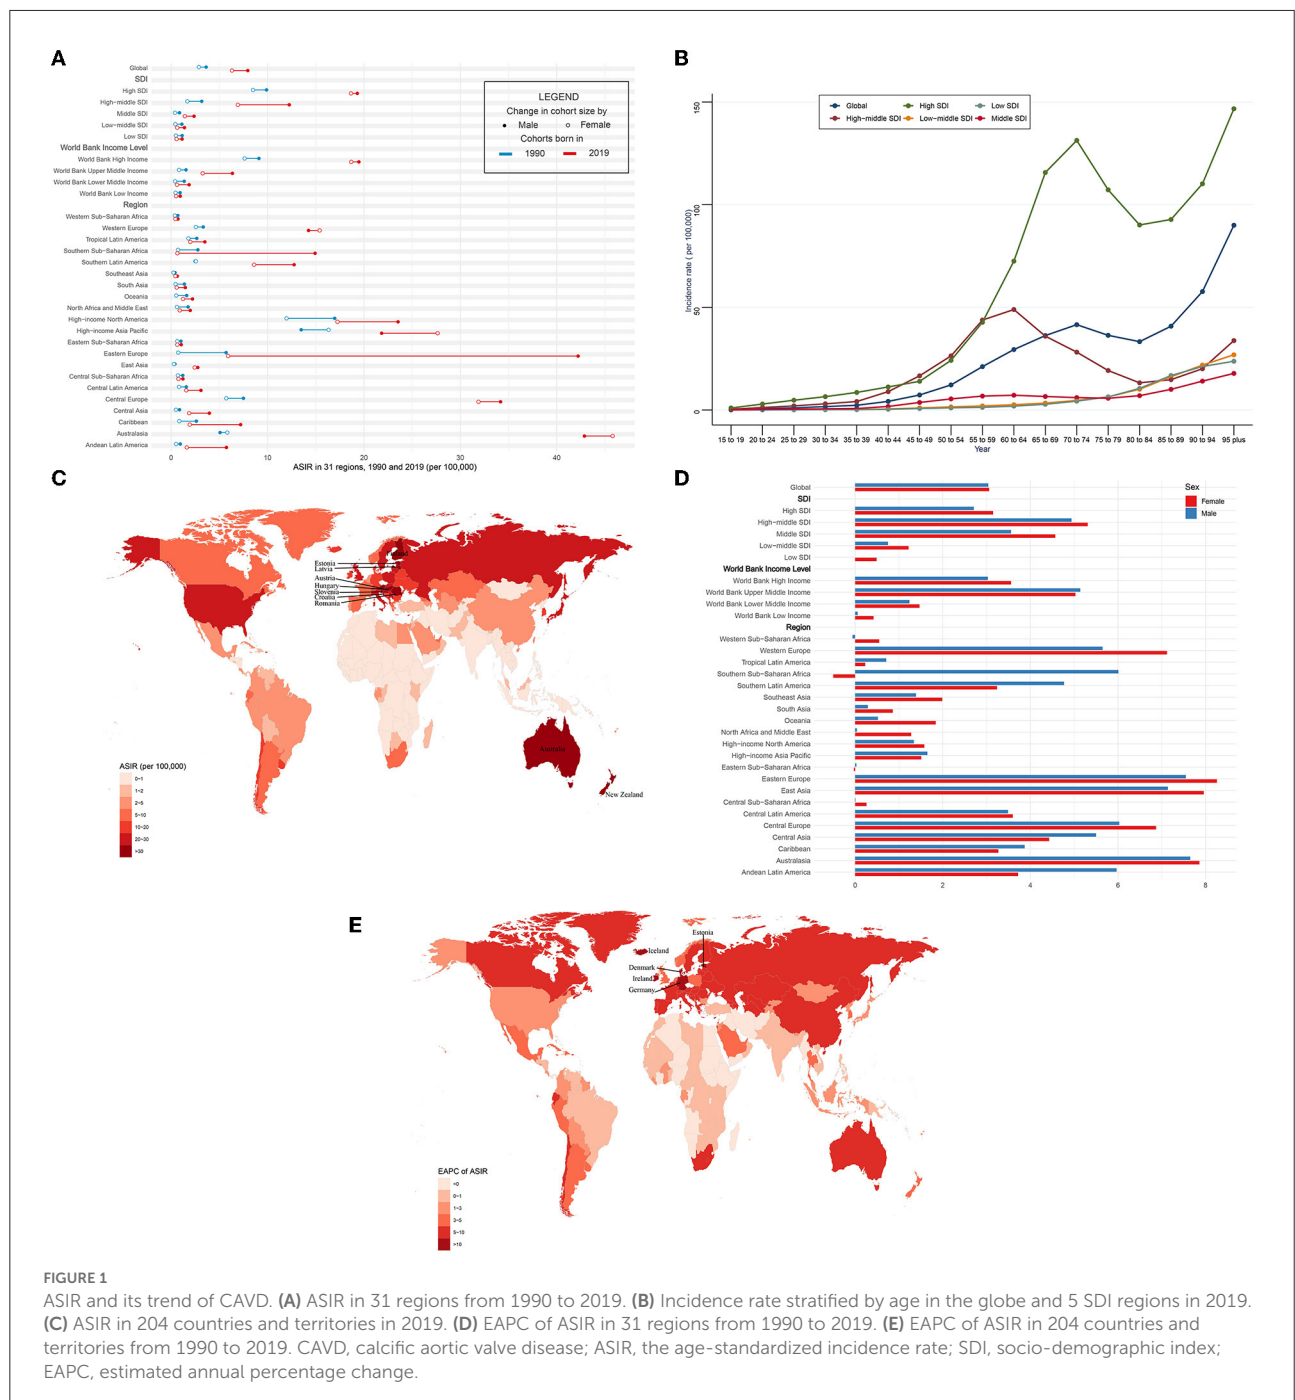 A
Global
SDI
High SDI
High-middle SDI
Middle SDI
Low-middle SDI
Low SDI
World Bank Income Level
World Bank High Income
World Bank Upper Middle Income
World Bank Lower Middle Income
World Bank Low Income
Region
Western Sub-Saharan Africa
Western Europe
Tropical Latin America
Southern Sub-Saharan Africa
Southern Latin America
Southeast Asia
South Asia
Oceania
North Africa and Middle East
High-income North America
High-income Asia Pacific
Eastern Sub-Saharan Africa
Eastern Europe
East Asia
Central Sub-Saharan Africa
Central Latin America
Central Europe
Central Asia
Caribbean
Australasia
Andean Latin America
0 10 20 30 40
ASIR in 31 regions, 1990 and 2019 (per 100,000)
LEGEND
Change in cohort size by
Male Female
Cohorts born in
1990 2019
B
Incidence rate ( per 100,000)
150
100
50
0
Global High SDI Low SDI
High-middle SDI Low-middle SDI Middle SDI
15 to 19 20 to 24 25 to 29 30 to 34 35 to 39 40 to 44 45 to 49 50 to 54 55 to 59 60 to 64 65 to 69 70 to 74 75 to 79 80 to 84 85 to 89 90 to 94 95 plus
Year
C
Finland
Estonia
Latvia
Austria
Hungary
Slovenia
Croatia
Romania
Australia
New Zealand
ASIR (per 100,000)
0~1
1~2
2~5
5~10
10~20
20~30
>30
D
Global
SDI
High SDI
High-middle SDI
Middle SDI
Low-middle SDI
Low SDI
World Bank Income Level
World Bank High Income
World Bank Upper Middle Income
World Bank Lower Middle Income
World Bank Low Income
Region
Western Sub-Saharan Africa
Western Europe
Tropical Latin America
Southern Sub-Saharan Africa
Southern Latin America
Southeast Asia
South Asia
Oceania
North Africa and Middle East
High-income North America
High-income Asia Pacific
Eastern Sub-Saharan Africa
Eastern Europe
East Asia
Central Sub-Saharan Africa
Central Latin America
Central Europe
Central Asia
Caribbean
Australasia
Andean Latin America
0 2 4 6 8
Sex
Female
Male
E
Estonia
Iceland
Denmark
Ireland
Germany
EAPC of ASIR
<0
0~1
1~3
3~5
5~10
>10
FIGURE 1
ASIR and its trend of CAVD. (A) ASIR in 31 regions from 1990 to 2019. (B) Incidence rate stratified by age in the globe and 5 SDI regions in 2019.
(C) ASIR in 204 countries and territories in 2019. (D) EAPC of ASIR in 31 regions from 1990 to 2019. (E) EAPC of ASIR in 204 countries and
territories from 1990 to 2019. CAVD, calcific aortic valve disease; ASIR, the age-standardized incidence rate; SDI, socio-demographic index;
EAPC, estimated annual percentage change.